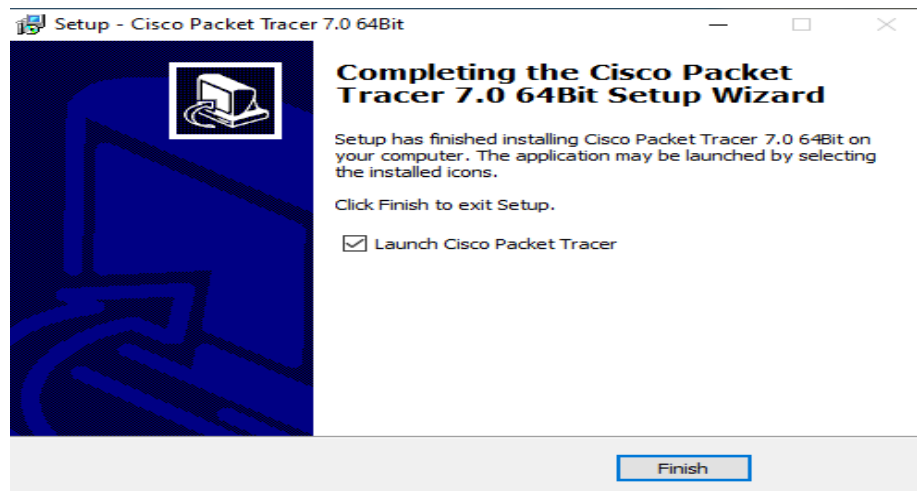 Setup - Cisco Packet Tracer 7.0 64Bit
Completing the Cisco Packet
Tracer 7.0 64Bit Setup Wizard
Setup has finished installing Cisco Packet Tracer 7.0 64Bit on
your computer. The application may be launched by selecting
the installed icons.
Click Finish to exit Setup.
Launch Cisco Packet Tracer
Finish